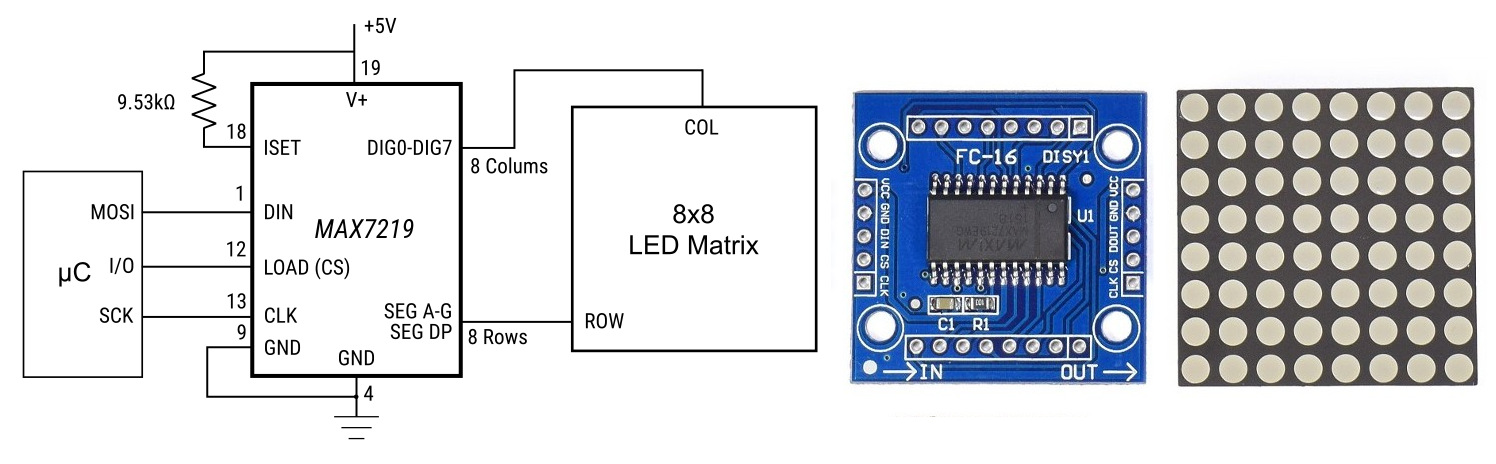 +5V
19
V+
9.53kΩ
18
ISET
DIG0-DIG7
8 Colums
COL
8x8
LED Matrix
ROW
1
DIN
MAX7219
12
LOAD (CS)
13
CLK
9
GND
SEG A-G
SEG DP
8 Rows
GND
4
MOSI
I/O
µC
SCK
FC-16
DISY1
VCC
GND
DIN
CS
CLK
VCC
GND
DOUT
CS
CLK
U1
MAXIM
MAX7219EWG
C1
R1
IN
OUT